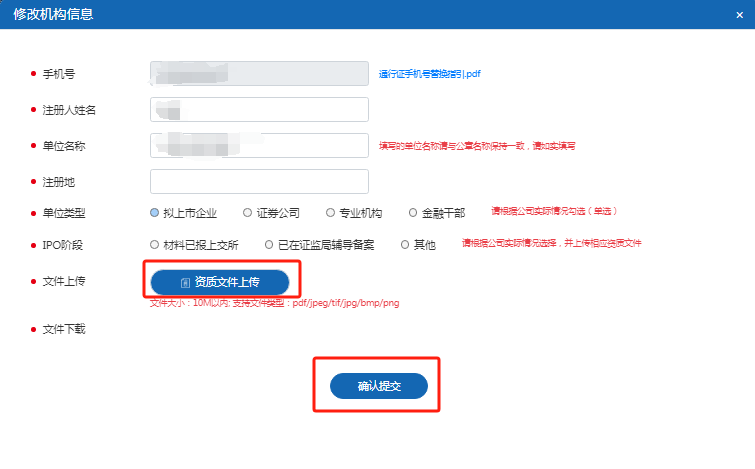 修改机构信息 ×
手机号 通行证手机号替换指引.pdf
注册人姓名
单位名称 填写的单位名称请与公章名称保持一致，请如实填写
注册地
单位类型 拟上市企业 证券公司 专业机构 金融干部 请根据公司实际情况勾选（单选）
IPO阶段 材料已报上交所 已在证监局辅导备案 其他 请根据公司实际情况选择，并上传相应资质文件
文件上传 资质文件上传
文件大小：10M以内; 支持文件类型：pdf/jpeg/tif/jpg/bmp/png
文件下载
确认提交